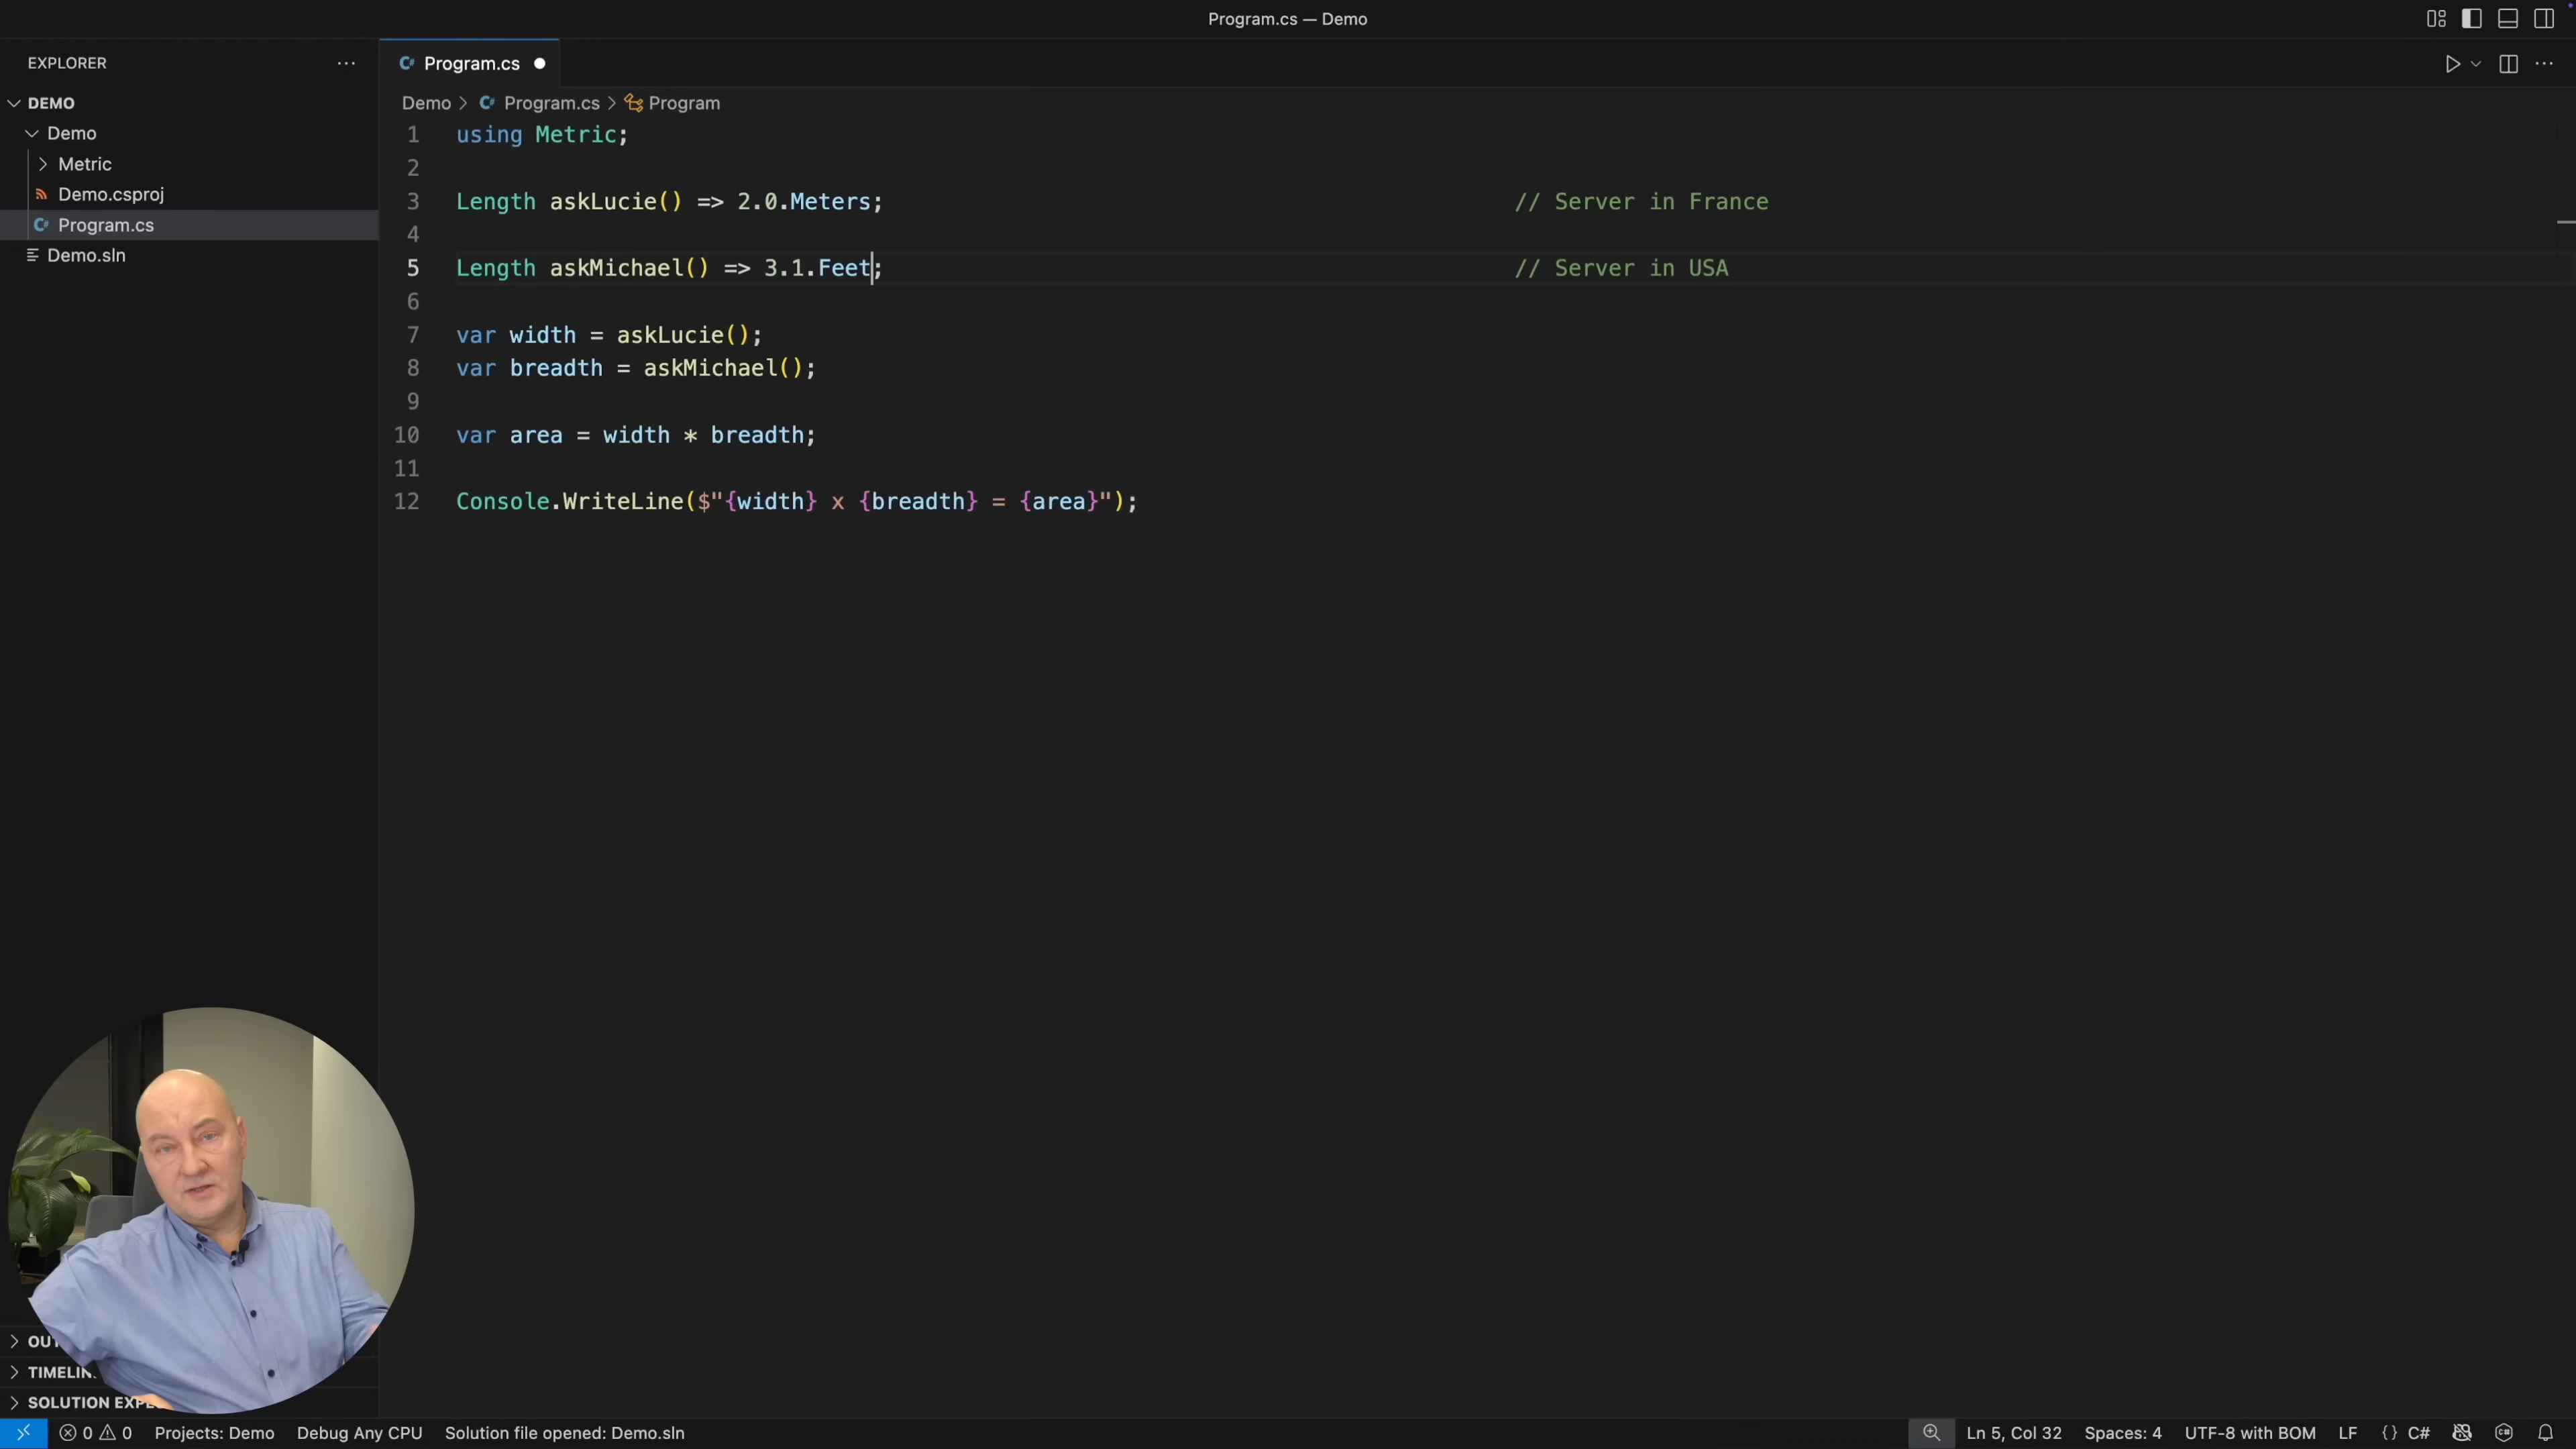 Program.cs — Demo
EXPLORER
DEMO
Demo
Metric
Demo.csproj
Program.cs
Demo.sln
Program.cs
Demo > Program.cs > Program
1 using Metric;
2
3 Length askLucie() => 2.0.Meters; // Server in France
4
5 Length askMichael() => 3.1.Feet; // Server in USA
6
7 var width = askLucie();
8 var breadth = askMichael();
9
10 var area = width * breadth;
11
12 Console.WriteLine($"{width} x {breadth} = {area}");
OU
TIMELIN
SOLUTION EXP
0 0 Projects: Demo Debug Any CPU Solution file opened: Demo.sln Ln 5, Col 32 Spaces: 4 UTF-8 with BOM LF {} C#